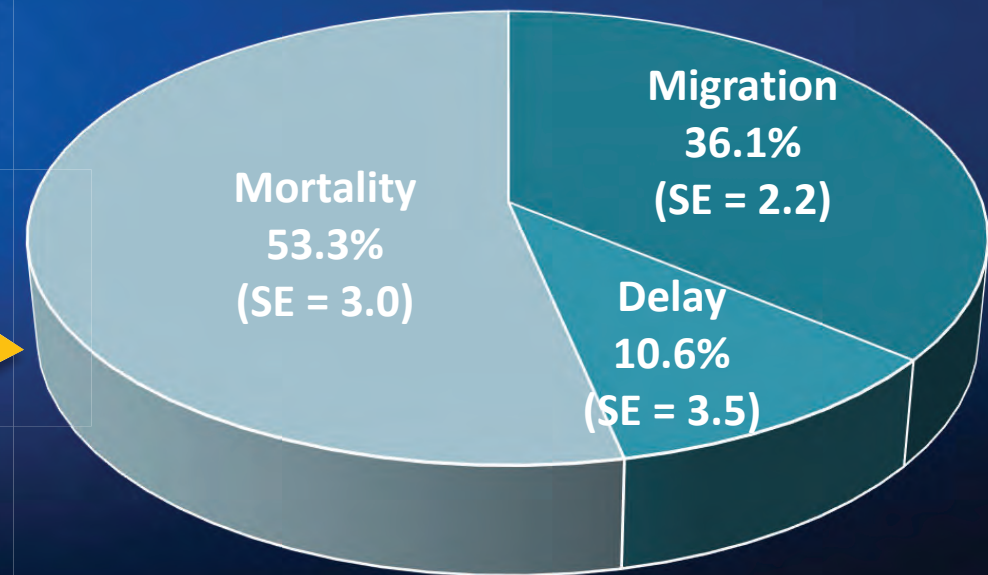 Migration
36.1%
(SE = 2.2)
Mortality
53.3%
(SE = 3.0)
Delay
10.6%
(SE = 3.5)